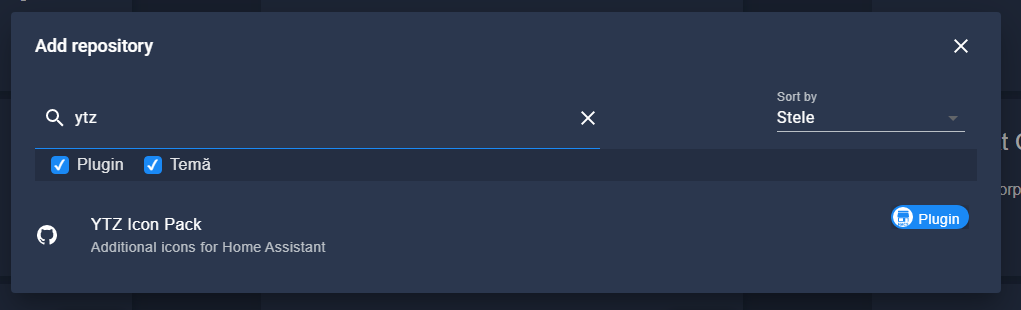 Add repository
ytz
Sort by
Stele
Plugin
Temă
YTZ Icon Pack
Plugin
Additional icons for Home Assistant